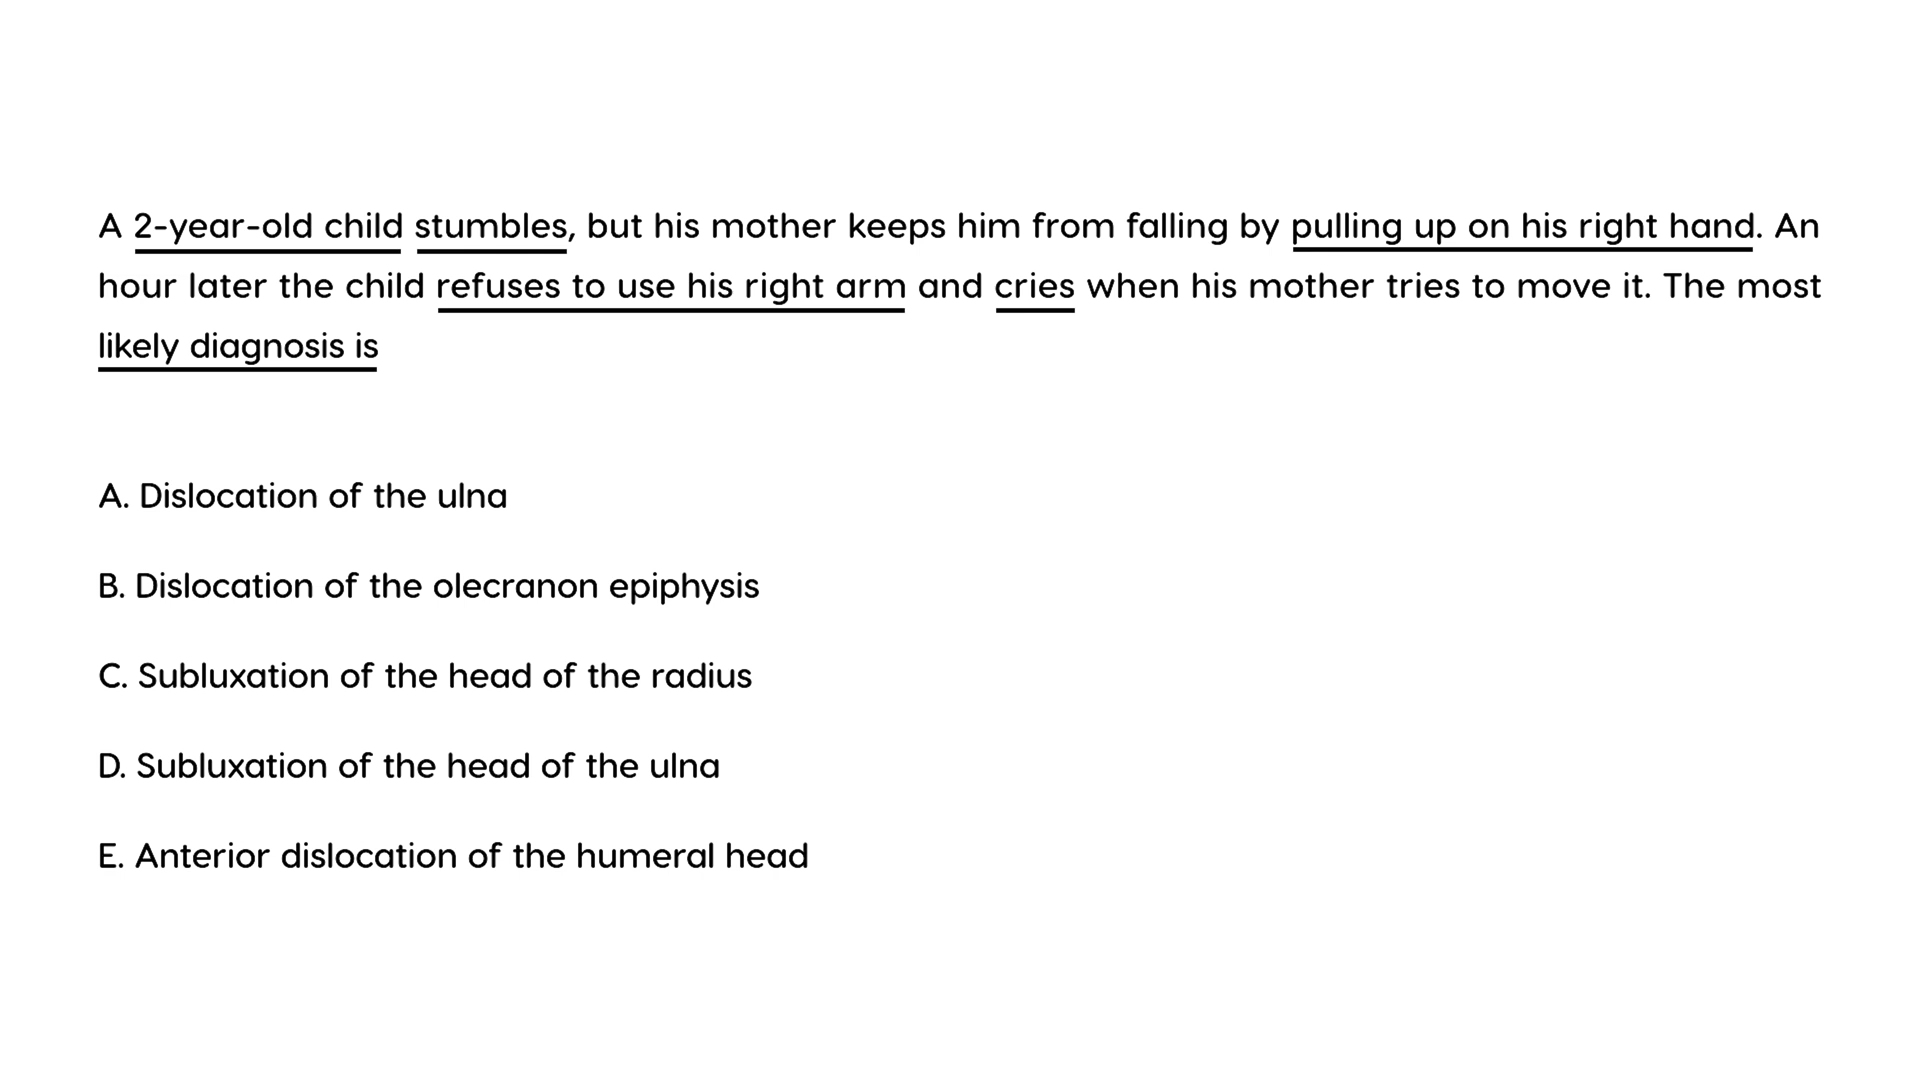 A 2-year-old child stumbles, but his mother keeps him from falling by pulling up on his right hand. An
hour later the child refuses to use his right arm and cries when his mother tries to move it. The most
likely diagnosis is
A. Dislocation of the ulna
B. Dislocation of the olecranon epiphysis
C. Subluxation of the head of the radius
D. Subluxation of the head of the ulna
E. Anterior dislocation of the humeral head